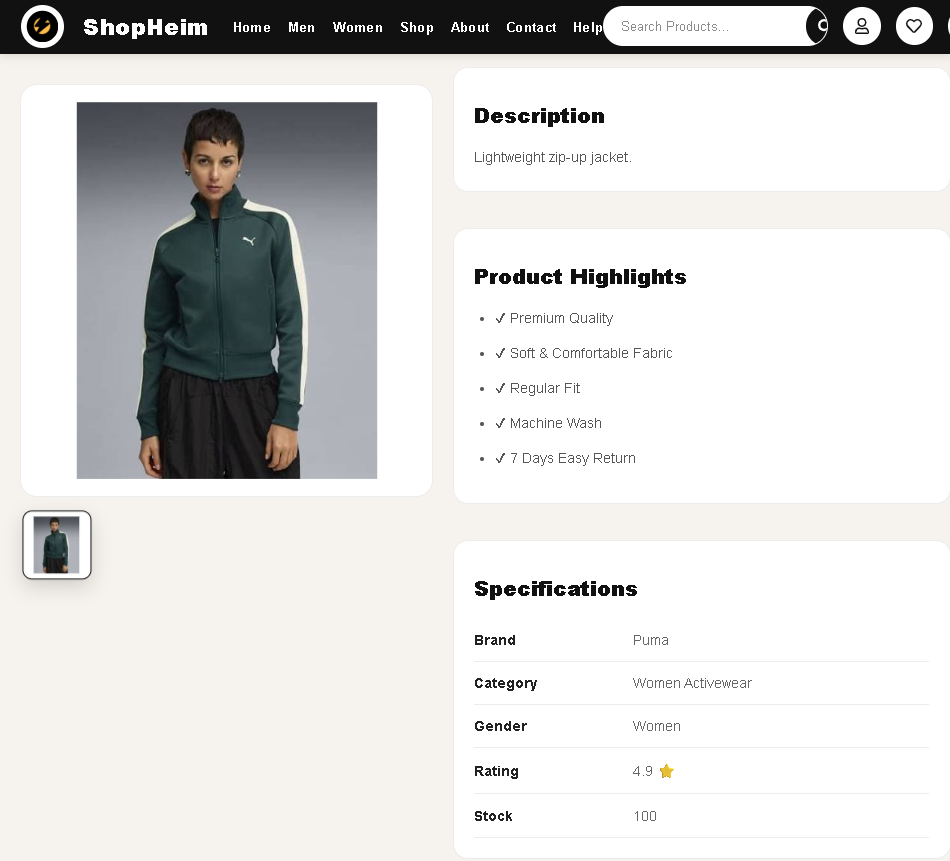 ShopHeim
Home Men Women Shop About Contact Help
Search Products...
Description
Lightweight zip-up jacket.
Product Highlights
• ✓ Premium Quality
• ✓ Soft & Comfortable Fabric
• ✓ Regular Fit
• ✓ Machine Wash
• ✓ 7 Days Easy Return
Specifications
Brand Puma
Category Women Activewear
Gender Women
Rating 4.9 ⭐
Stock 100